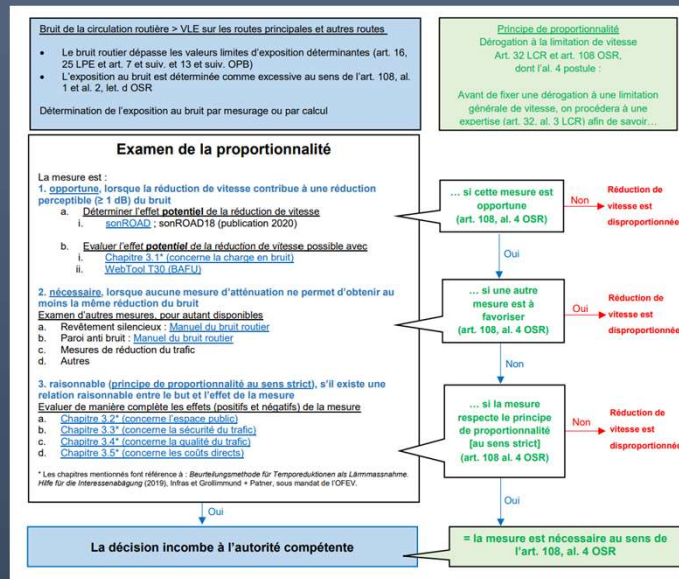 Bruit de la circulation routière > VLE sur les routes principales et autres routes
• Le bruit routier dépasse les valeurs limites d'exposition déterminantes (art. 16,
25 LPE et art. 7 et suiv. et 13 et suiv. OPB)
• L'exposition au bruit est déterminée comme excessive au sens de l'art. 108, al.
1 et al. 2, let. d OSR
Détermination de l'exposition au bruit par mesurage ou par calcul
Principe de proportionnalité
Dérogation à la limitation de vitesse
Art. 32 LCR et art. 108 OSR,
dont l'al. 4 postule :
Avant de fixer une dérogation à une limitation
générale de vitesse, on procédera à une
expertise (art. 32, al. 3 LCR) afin de savoir…
Examen de la proportionnalité
La mesure est :
1. opportune, lorsque la réduction de vitesse contribue à une réduction
perceptible (≥ 1 dB) du bruit
a. Déterminer l'effet potentiel de la réduction de vitesse
i. sonROAD ; sonROAD18 (publication 2020)
b. Evaluer l'effet potentiel de la réduction de vitesse possible avec
i. Chapitre 3.1* (concerne la charge en bruit)
ii. WebTool T30 (BAFU)
2. nécessaire, lorsque aucune mesure d'atténuation ne permet d'obtenir au
moins la même réduction du bruit
Examen d'autres mesures, pour autant disponibles
a. Revêtement silencieux : Manuel du bruit routier
b. Paroi anti bruit : Manuel du bruit routier
c. Mesures de réduction du trafic
d. Autres
3. raisonnable (principe de proportionnalité au sens strict), s'il existe une
relation raisonnable entre le but et l'effet de la mesure
Evaluer de manière complète les effets (positifs et négatifs) de la mesure
a. Chapitre 3.2* (concerne l'espace public)
b. Chapitre 3.3* (concerne la sécurité du trafic)
c. Chapitre 3.4* (concerne la qualité du trafic)
d. Chapitre 3.5* (concerne les coûts directs)
* Les chapitres mentionnés font référence à : Beurteilungsmethode für Temporeduktionen als Lärmmassnahme.
Hilfe für die Interessenabägung (2019), Infras et Grollimmund + Patner, sous mandat de l'OFEV.
… si cette mesure est
opportune
(art. 108, al. 4 OSR)
Non
Réduction de
vitesse est
disproportionnée
Oui
… si une autre
mesure est à
favoriser
(art. 108, al. 4 OSR)
Oui
Réduction de
vitesse est
disproportionnée
Non
… si la mesure
respecte le principe
de proportionnalité
[au sens strict]
(art. 108 al. 4 OSR)
Non
Réduction de
vitesse est
disproportionnée
Oui
Oui
La décision incombe à l'autorité compétente
= la mesure est nécessaire au sens de
l'art. 108, al. 4 OSR